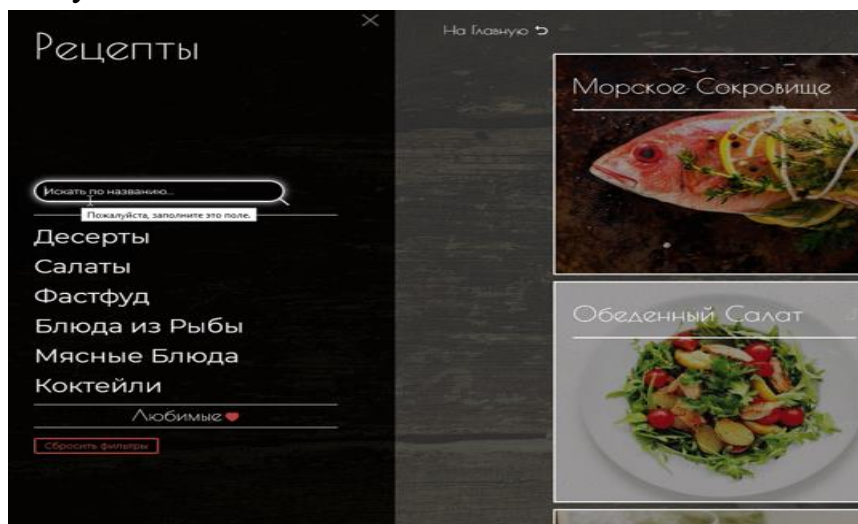 Рецепты
Искать по названию...
Пожалуйста, заполните это поле.
Десерты
Салаты
Фастфуд
Блюда из Рыбы
Мясные Блюда
Коктейли
Любимые
Сбросить фильтры
На Главную
Морское Сокровище
Обеденный Салат